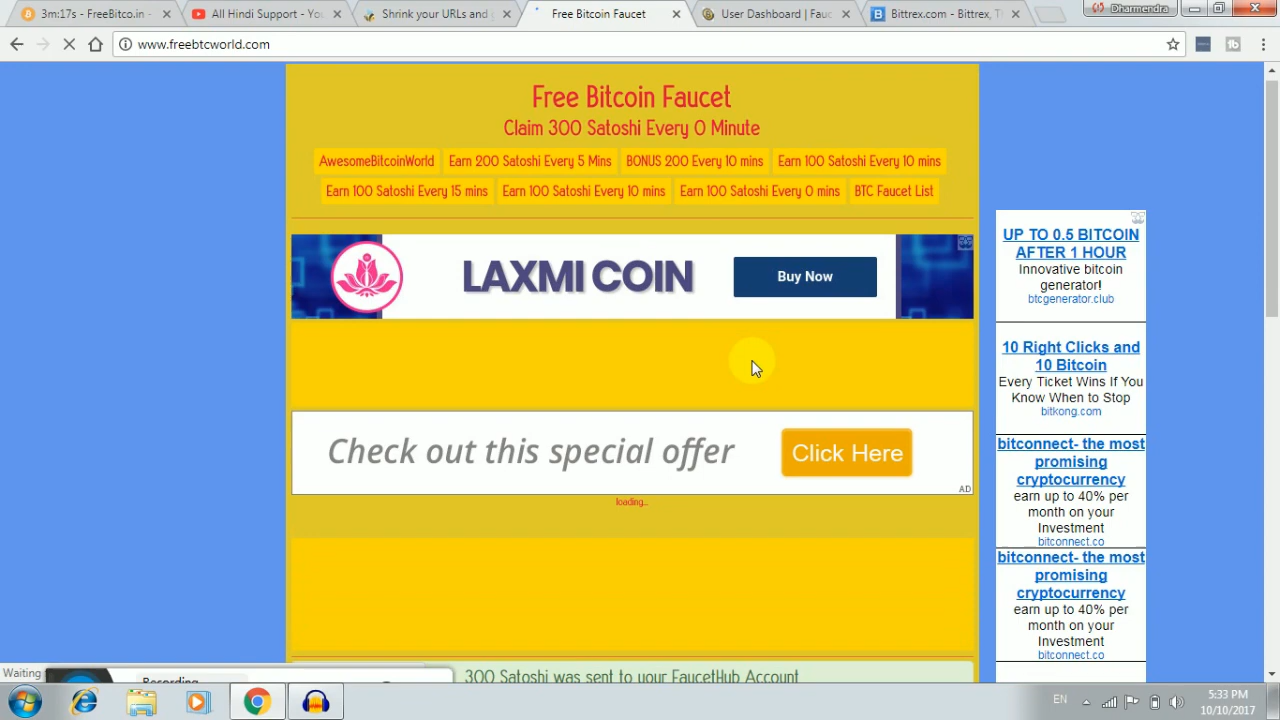 3m:17s - FreeBitco.in -
All Hindi Support - Yo
Shrink your URLs and
Free Bitcoin Faucet
User Dashboard | Fauc
Bittrex.com - Bittrex, T
Dharmendra
www.freebtcworld.com
Free Bitcoin Faucet
Claim 300 Satoshi Every 0 Minute
AwesomeBitcoinWorld Earn 200 Satoshi Every 5 Mins BONUS 200 Every 10 mins Earn 100 Satoshi Every 10 mins
Earn 100 Satoshi Every 15 mins Earn 100 Satoshi Every 10 mins Earn 100 Satoshi Every 0 mins BTC Faucet List
LAXMI COIN
Buy Now
Check out this special offer
Click Here
AD
loading...
300 Satoshi was sent to your FaucetHub Account
UP TO 0.5 BITCOIN
AFTER 1 HOUR
Innovative bitcoin
generator!
btcgenerator.club
10 Right Clicks and
10 Bitcoin
Every Ticket Wins If You
Know When to Stop
bitkong.com
bitconnect- the most
promising
cryptocurrency
earn up to 40% per
month on your
Investment
bitconnect.co
bitconnect- the most
promising
cryptocurrency
earn up to 40% per
month on your
Investment
bitconnect.co
Waiting
Recording
EN
5:33 PM
10/10/2017